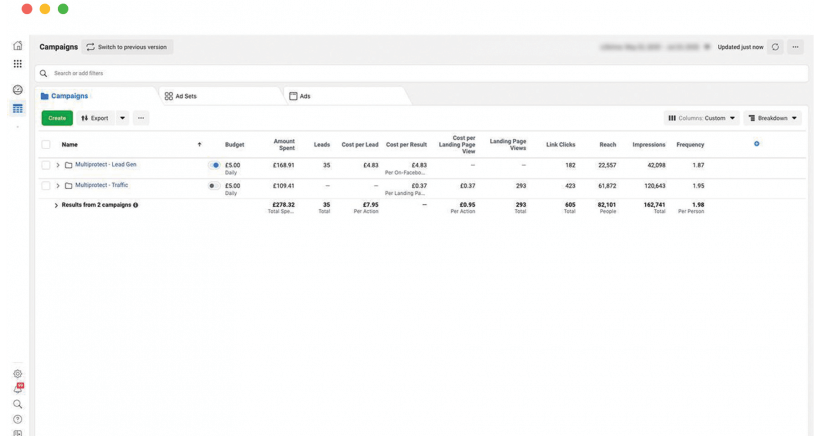 Campaigns Switch to previous version Updated just now
Search or add filters
Campaigns Ad Sets Ads
Create Export Columns: Custom Breakdown
Name Budget Amount Spent Leads Cost per Lead Cost per Result Cost per Landing Page View Landing Page Views Link Clicks Reach Impressions Frequency
Multiprotect - Lead Gen £5.00 £168.91 35 £4.83 £4.83 — — 182 22,557 42,098 1.87
Daily Per On-Facebo...
Multiprotect - Traffic £5.00 £109.41 — — £0.37 £0.37 293 423 61,872 120,643 1.95
Daily Per Landing Pa...
Results from 2 campaigns £278.32 35 £7.95 — £0.95 293 605 82,101 162,741 1.98
Total Spe... Total Per Action Per Action Total Total People Total Per Person